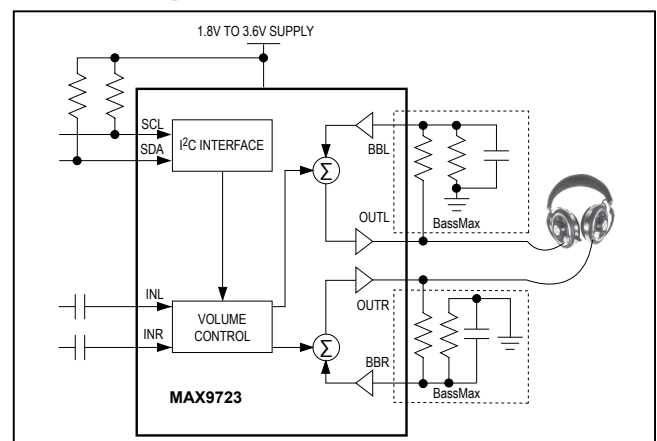 1.8V TO 3.6V SUPPLY
SCL
SDA
I²C INTERFACE
BBL
Σ
OUTL
BassMax
INL
INR
VOLUME
CONTROL
OUTR
Σ
BBR
BassMax
MAX9723